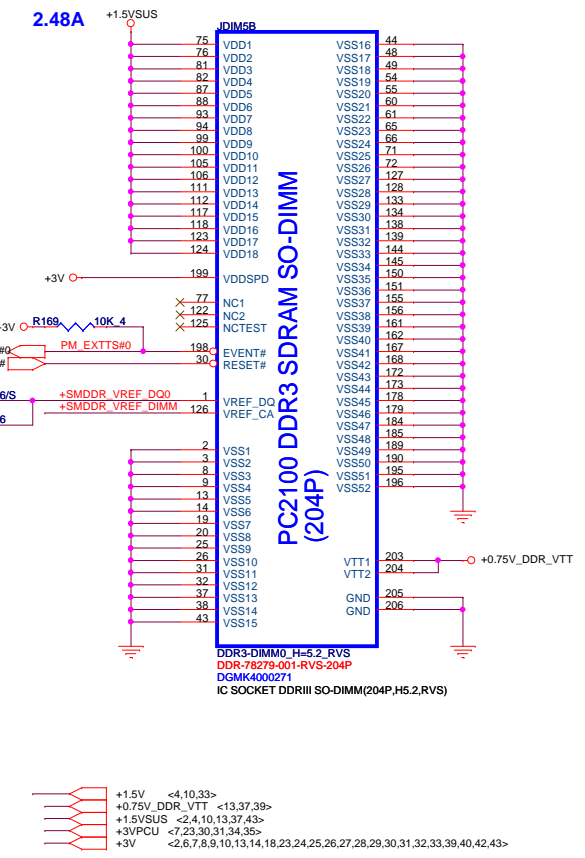 2.48A
+1.5VSUS
JDIM5B
75 VDD1 VSS16 44
76 VDD2 VSS17 48
81 VDD3 VSS18 49
82 VDD4 VSS19 54
87 VDD5 VSS20 55
88 VDD6 VSS21 60
93 VDD7 VSS22 61
94 VDD8 VSS23 65
99 VDD9 VSS24 66
100 VDD10 VSS25 71
105 VDD11 VSS26 72
106 VDD12 VSS27 127
111 VDD13 VSS28 128
112 VDD14 VSS29 133
117 VDD15 VSS30 134
118 VDD16 VSS31 138
123 VDD17 VSS32 139
124 VDD18 VSS33 144
VSS34 145
+3V 199 VDDSPD VSS35 150
VSS36 151
77 NC1 VSS37 155
122 NC2 VSS38 156
125 NCTEST VSS39 161
+3V R169 10K_4 VSS40 162
#0 PM_EXTTS#0 198 EVENT# VSS41 167
# 30 RESET# VSS42 168
VSS43 172
VSS44 173
6/S +SMDDR_VREF_DQ0 1 VREF_DQ VSS45 178
6 +SMDDR_VREF_DIMM 126 VREF_CA VSS46 179
VSS47 184
VSS48 185
2 VSS1 VSS49 189
3 VSS2 VSS50 190
8 VSS3 VSS51 195
9 VSS4 VSS52 196
13 VSS5
14 VSS6
19 VSS7
20 VSS8
25 VSS9
26 VSS10 VTT1 203 +0.75V_DDR_VTT
31 VSS11 VTT2 204
32 VSS12
37 VSS13 GND 205
38 VSS14 GND 206
43 VSS15
PC2100 DDR3 SDRAM SO-DIMM
(204P)
DDR3-DIMM0_H=5.2_RVS
DDR-78279-001-RVS-204P
DGMK4000271
IC SOCKET DDRIII SO-DIMM(204P,H5.2,RVS)
+1.5V <4,10,33>
+0.75V_DDR_VTT <13,37,39>
+1.5VSUS <2,4,10,13,37,43>
+3VPCU <7,23,30,31,34,35>
+3V <2,6,7,8,9,10,13,14,18,23,24,25,26,27,28,29,30,31,32,33,39,40,42,43>